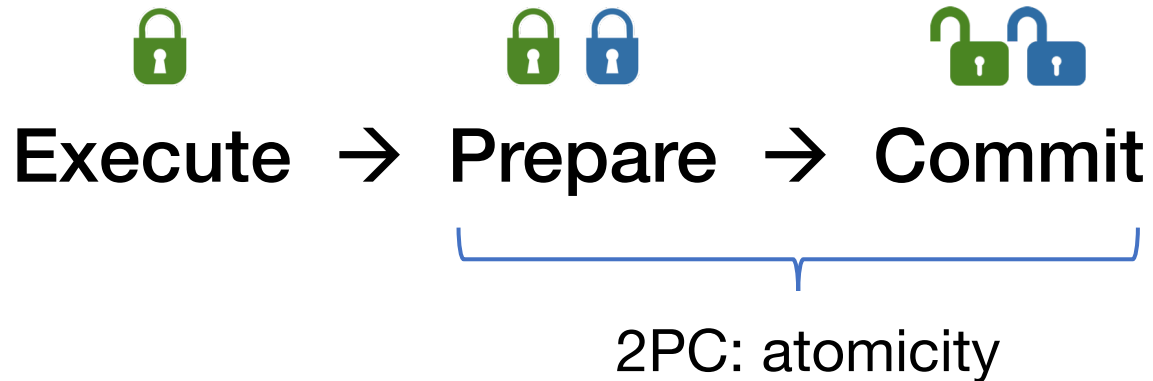 Execute → Prepare → Commit
2PC: atomicity